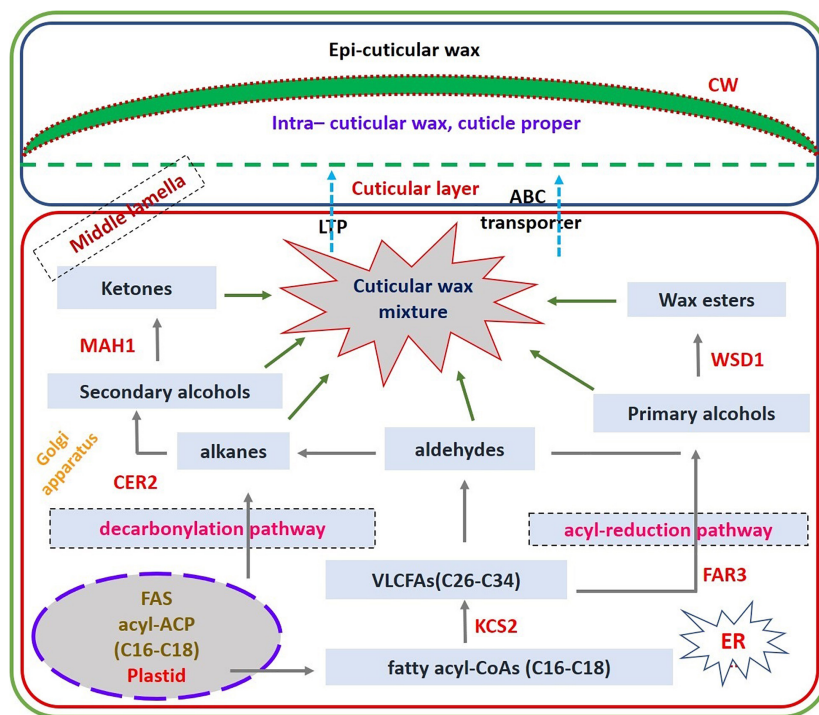 Epi-cuticular wax
CW
Intra– cuticular wax, cuticle proper
Middle lamella
Cuticular layer
ABC
transporter
LTP
Ketones
Cuticular wax
mixture
Wax esters
MAH1
WSD1
Secondary alcohols
Primary alcohols
Golgi
apparatus
alkanes
aldehydes
CER2
decarbonylation pathway
acyl-reduction pathway
VLCFAs(C26-C34)
FAR3
FAS
acyl-ACP
(C16-C18)
Plastid
KCS2
ER
fatty acyl-CoAs (C16-C18)